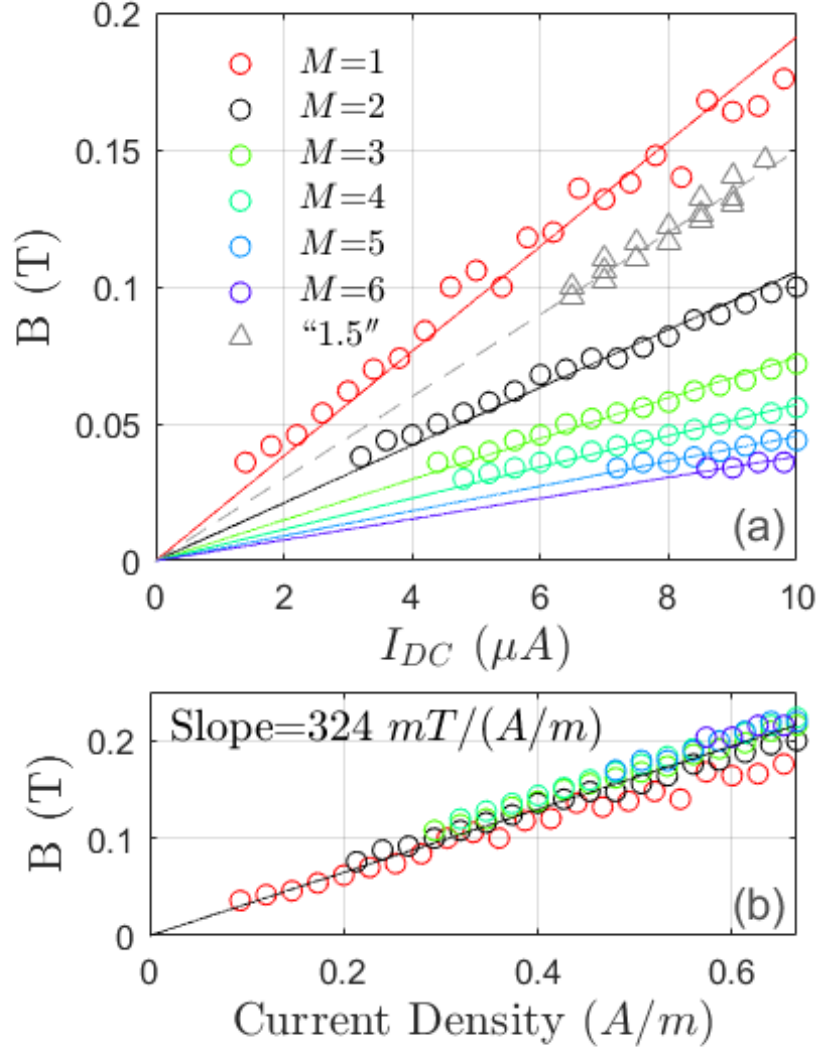 0.2
0.15
0.1
0.05
0
B (T)
M=1
M=2
M=3
M=4
M=5
M=6
“1.5”
(a)
0 2 4 6 8 10
I_{DC} (μA)
Slope=324 mT/(A/m)
0.2
0.1
0
B (T)
(b)
0 0.2 0.4 0.6
Current Density (A/m)